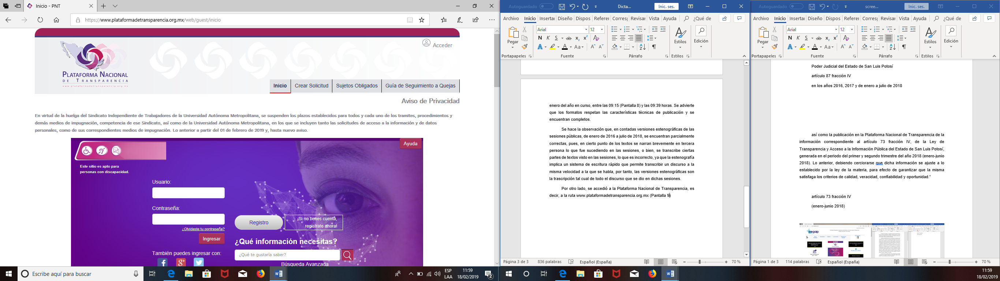 Inicio - PNT
https://www.plataformadetransparencia.org.mx/web/guest/inicio
Acceder
PLATAFORMA NACIONAL
DE TRANSPARENCIA
www.plataformadetransparencia.org.mx
Inicio
Crear Solicitud
Sujetos Obligados
Guía de Seguimiento a Quejas
Aviso de Privacidad
En virtud de la huelga del Sindicato Independiente de Trabajadores de la Universidad Autónoma Metropolitana, se suspenden los plazos establecidos para todos y cada uno de los tramites, procedimientos y
demás medios de impugnación, competencia de ese Sindicato, así como de la Universidad Autónoma Metropolitana, en los que se incluyen tanto las solicitudes de acceso a la información y de datos
personales, como de sus correspondientes medios de impugnación. Lo anterior a partir del 01 de febrero de 2019 y, hasta nuevo aviso.
Ayuda
Este sitio es apto para
personas con discapacidad.
Usuario:
Contraseña:
¿Olvidaste tu contraseña?
Ingresar
También puedes ingresar con:
Registro
¡Si no tienes cuenta,
regístrate ahora!
¿Qué información necesitas?
¿Qué te gustaría saber?
Búsqueda Avanzada
Escribe aquí para buscar
ESP
LAA
11:59
18/02/2019
2
Autoguardado
Dicta...
Inic. ses.
Archivo
Inicio
Insertar
Diseño
Dispos
Referer
Corresp
Revisar
Vista
Ayuda
¿Qué de
Pegar
Arial
12
Estilos
Edición
Portapapeles
Fuente
Párrafo
Estilos
enero del año en curso, entre las 09:15 (Pantalla 8) y las 09:39 horas. Se advierte
que los formatos respetan las características técnicas de publicación y se
encuentran completos.
Se hace la observación que, en contadas versiones estenográficas de las
sesiones públicas, de enero de 2016 a julio de 2018, se encuentran parcialmente
correctas, pues, en cierto punto de los textos se narran brevemente en tercera
persona lo que fue sucediendo en las sesiones, o bien, se transcribe ciertas
partes de textos visto en las sesiones, lo que es incorrecto, ya que la estenografía
implica un sistema de escritura rápido que permite transcribir un discurso a la
misma velocidad a la que se habla, por tanto, las versiones estenográficas son
la trascripción tal cual de todo el discurso que se dio en dichas sesiones.
Por otro lado, se accedió a la Plataforma Nacional de Transparencia, es
decir, a la ruta www.plataformadetransparencia.org.mx (Pantalla 9)
Página 3 de 3
836 palabras
Español (España)
70 %
Autoguardado
scree...
Inic. ses.
Archivo
Inicio
Insertar
Diseño
Dispos
Referer
Corresp
Revisar
Vista
Ayuda
¿Qué de
Pegar
Arial
12
Estilos
Edición
Portapapeles
Fuente
Párrafo
Estilos
Poder Judicial del Estado de San Luis Potosí
artículo 87 fracción IV
en los años 2016, 2017 y de enero a julio de 2018
así como la publicación en la Plataforma Nacional de Transparencia de la
información correspondiente al artículo 73 fracción IV, de la Ley de
Transparencia y Acceso a la Información Pública del Estado de San Luis Potosí,
generada en el periodo del primer y segundo trimestre del año 2018 (enero-junio
2018). Lo anterior, debiendo cerciorarse que dicha información se ajuste a lo
establecido por la ley de la materia, para efecto de garantizar que la misma
satisfaga los criterios de calidad, veracidad, confiabilidad y oportunidad."
artículo 73 fracción IV
(enero-junio 2018)
cegaip
AVISO
Página 1 de 3
114 palabras
Español (España)
70 %
11:59
18/02/2019